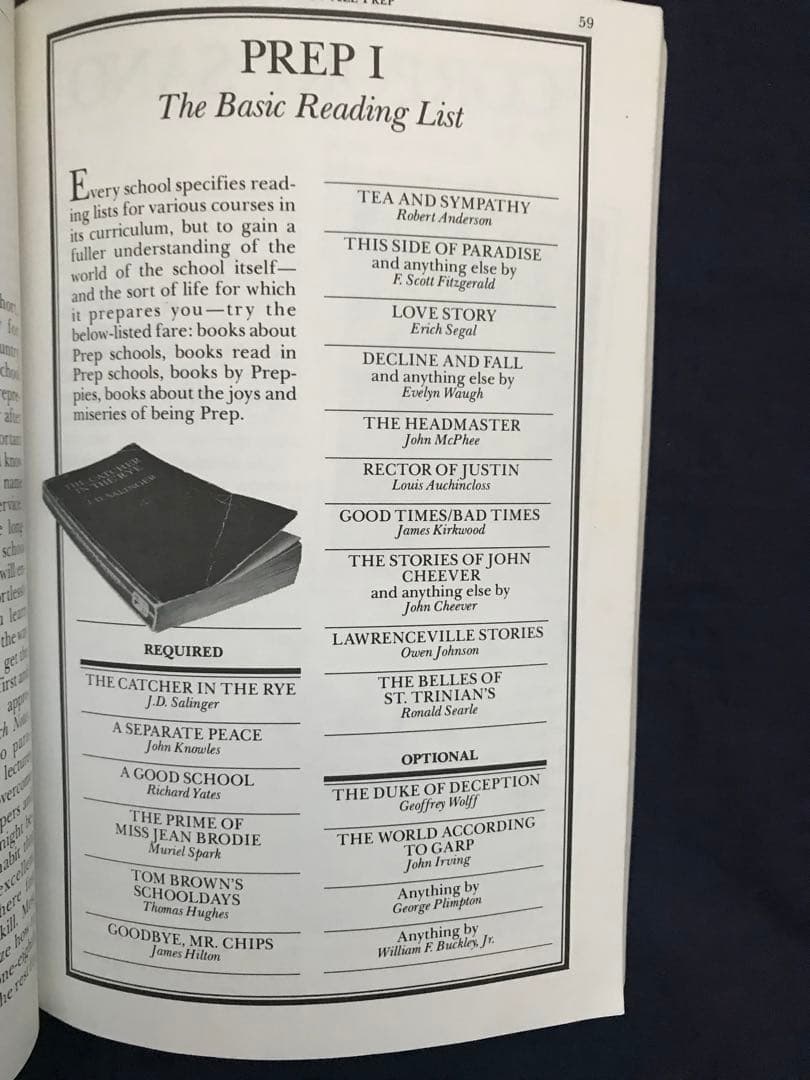 59
PREP I
The Basic Reading List
Every school specifies read-
ing lists for various courses in
its curriculum, but to gain a
fuller understanding of the
world of the school itself—
and the sort of life for which
it prepares you—try the
below-listed fare: books about
Prep schools, books read in
Prep schools, books by Prep-
pies, books about the joys and
miseries of being Prep.
THE CATCHER
IN THE RYE
J.D. SALINGER
REQUIRED
THE CATCHER IN THE RYE
J.D. Salinger
A SEPARATE PEACE
John Knowles
A GOOD SCHOOL
Richard Yates
THE PRIME OF
MISS JEAN BRODIE
Muriel Spark
TOM BROWN'S
SCHOOLDAYS
Thomas Hughes
GOODBYE, MR. CHIPS
James Hilton
TEA AND SYMPATHY
Robert Anderson
THIS SIDE OF PARADISE
and anything else by
F. Scott Fitzgerald
LOVE STORY
Erich Segal
DECLINE AND FALL
and anything else by
Evelyn Waugh
THE HEADMASTER
John McPhee
RECTOR OF JUSTIN
Louis Auchincloss
GOOD TIMES/BAD TIMES
James Kirkwood
THE STORIES OF JOHN
CHEEVER
and anything else by
John Cheever
LAWRENCEVILLE STORIES
Owen Johnson
THE BELLES OF
ST. TRINIAN'S
Ronald Searle
OPTIONAL
THE DUKE OF DECEPTION
Geoffrey Wolff
THE WORLD ACCORDING
TO GARP
John Irving
Anything by
George Plimpton
Anything by
William F. Buckley, Jr.